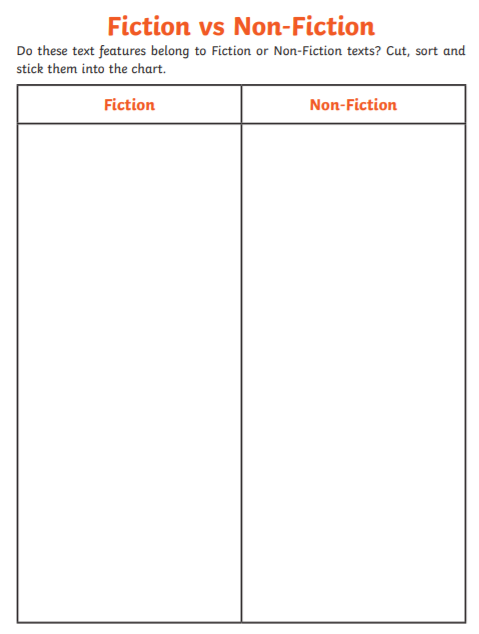 Fiction vs Non-Fiction
Do these text features belong to Fiction or Non-Fiction texts? Cut, sort and
stick them into the chart.
Fiction
Non-Fiction